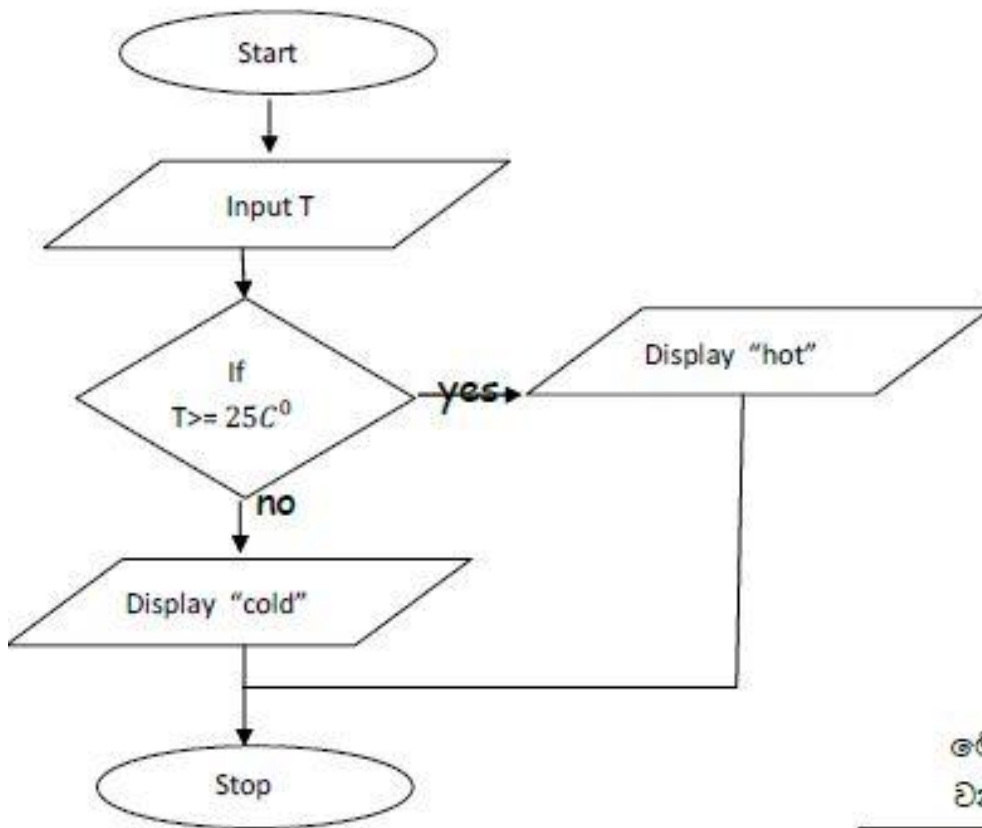 Start
Input T
If
T>= 25C⁰
yes
Display “hot”
no
Display “cold”
Stop